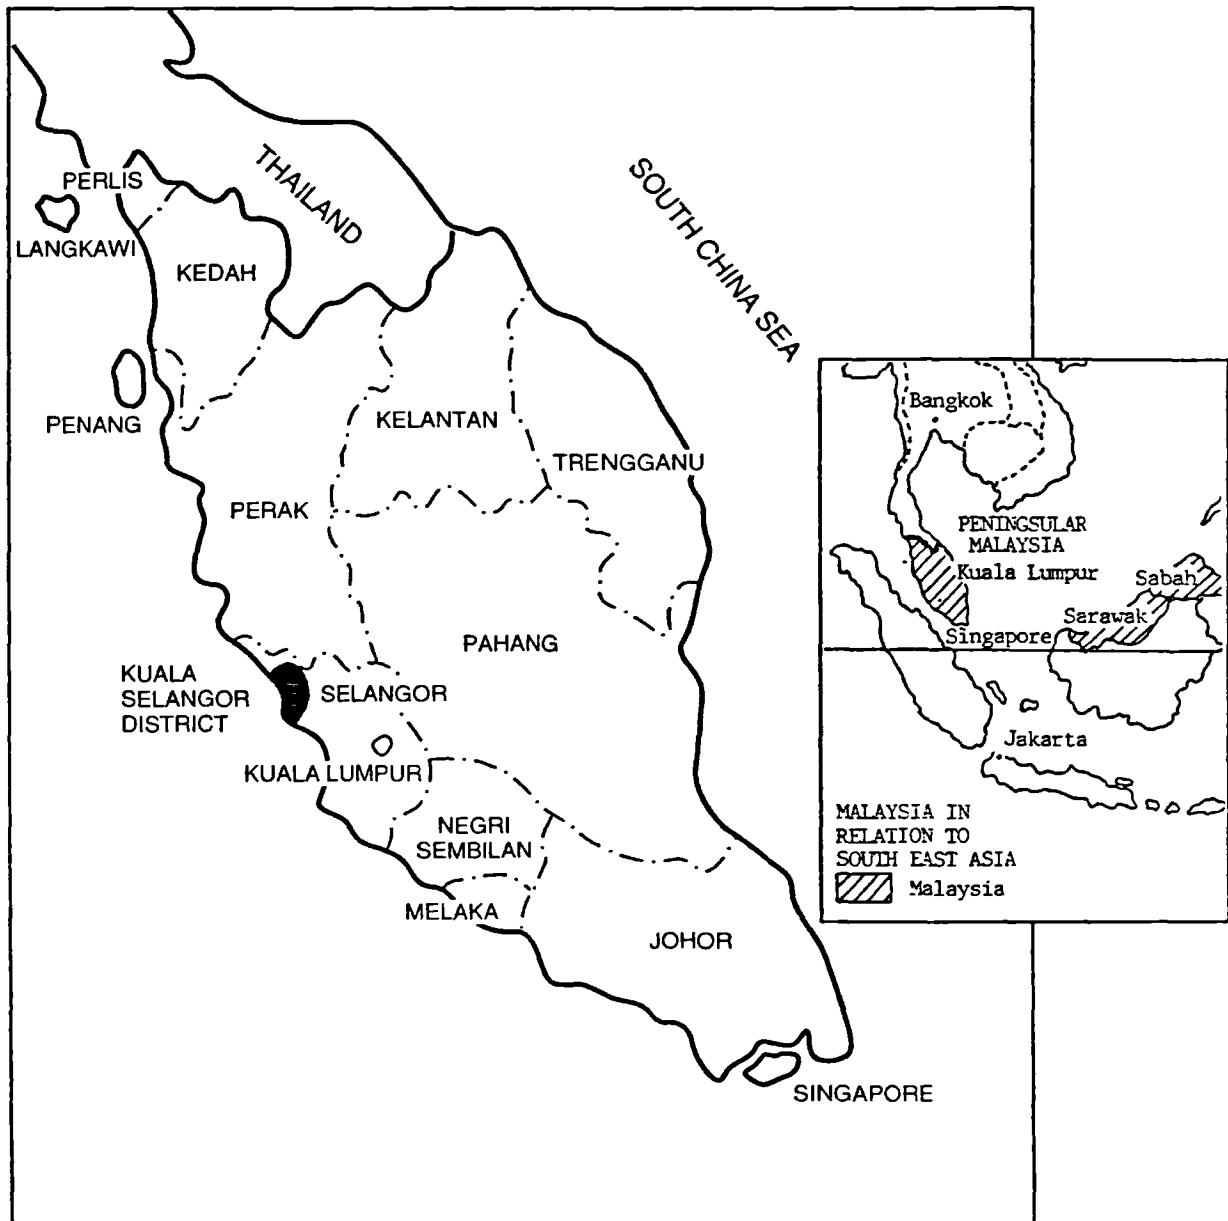 THAILAND
SOUTH CHINA SEA
PERLIS
LANGKAWI
KEDAH
PENANG
KELANTAN
TRENGGANU
PERAK
PAHANG
KUALA
SELANGOR
DISTRICT
SELANGOR
KUALA LUMPUR
NEGRI
SEMBILAN
MELAKA
JOHOR
SINGAPORE
Bangkok
PENINGSULAR
MALAYSIA
Kuala Lumpur
Sabah
Sarawak
Singapore
Jakarta
MALAYSIA IN
RELATION TO
SOUTH EAST ASIA
Malaysia